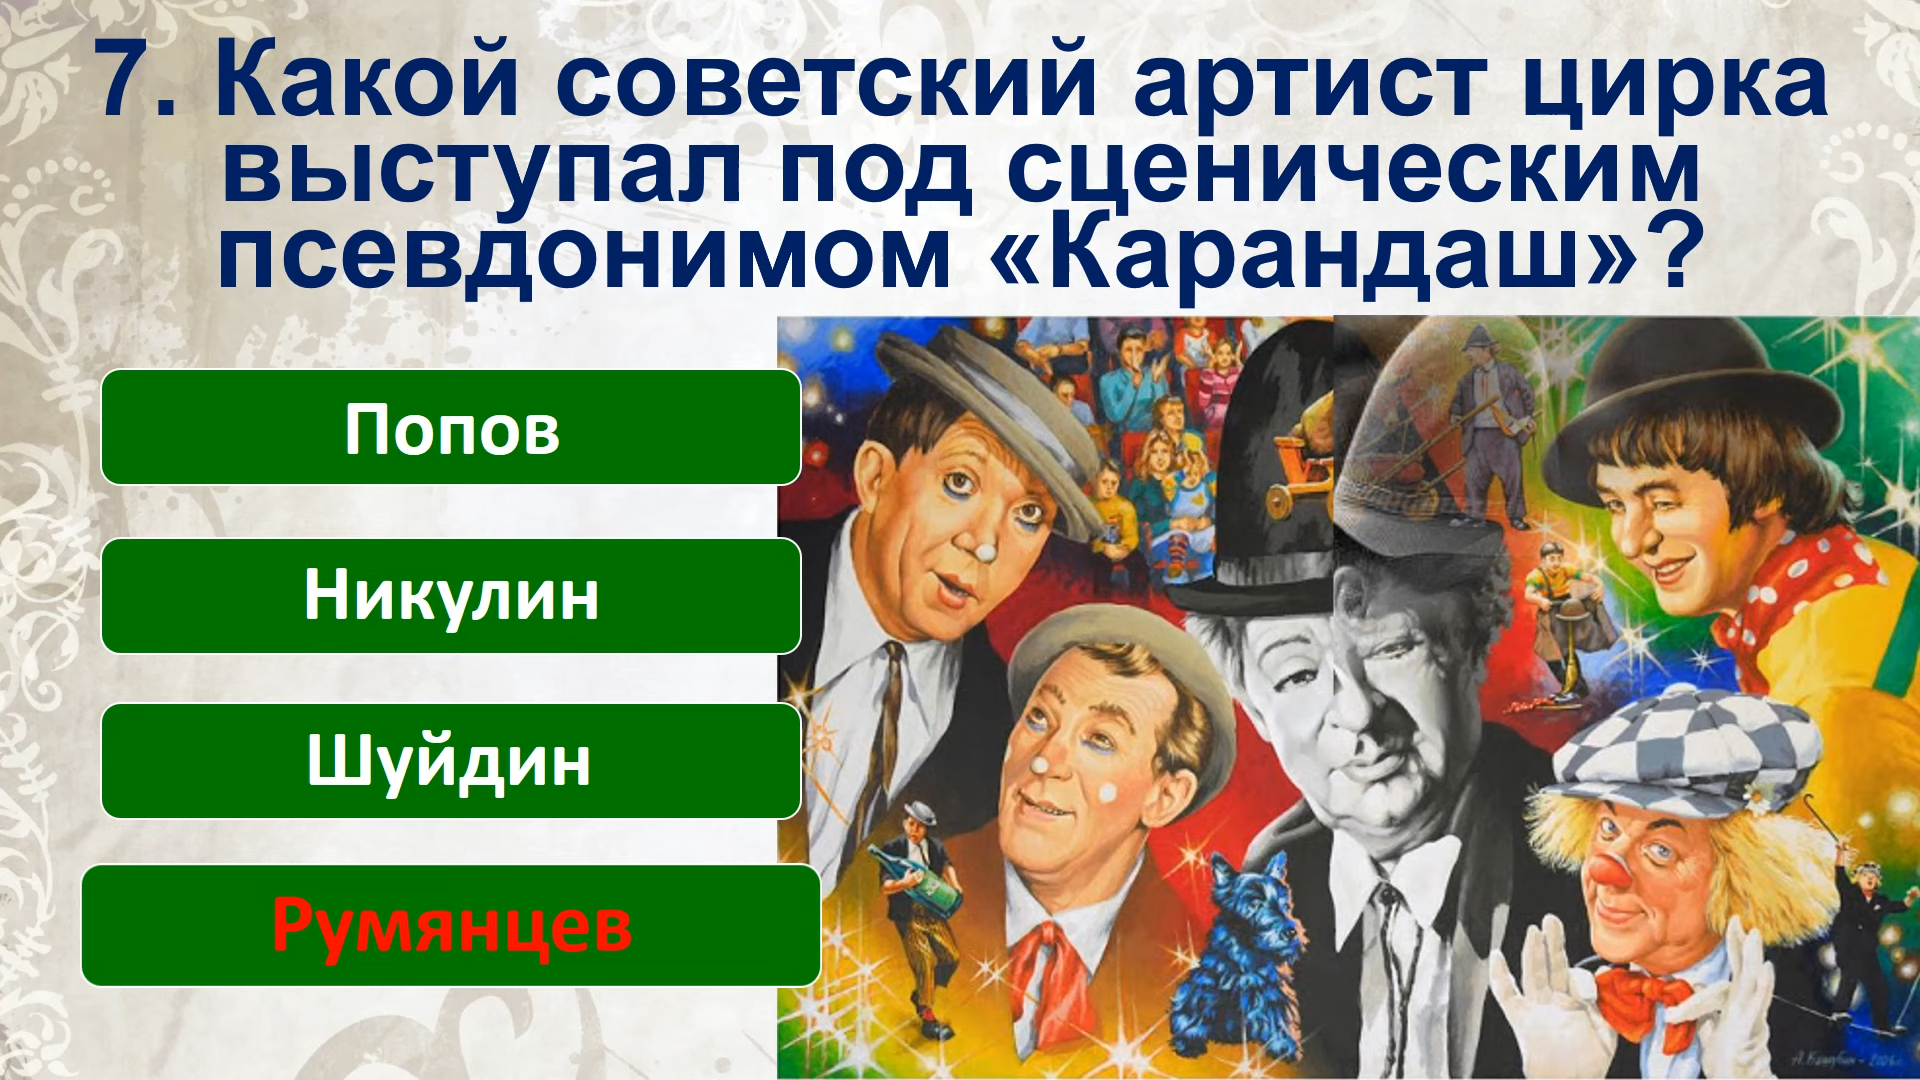 7. Какой советский артист цирка
выступал под сценическим
псевдонимом «Карандаш»?
Попов
Никулин
Шуйдин
Румянцев